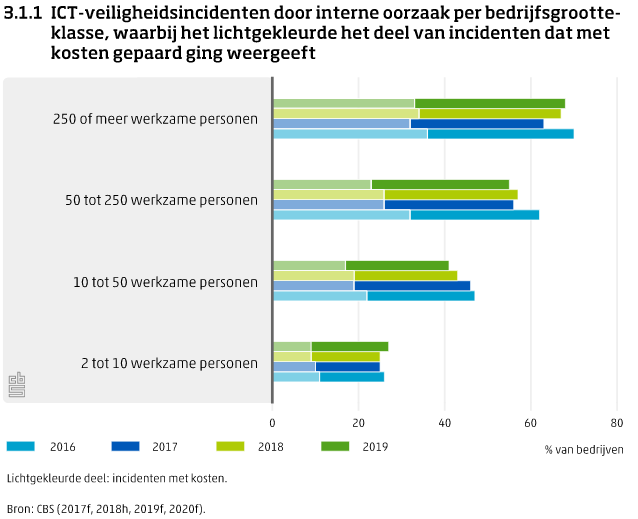 3.1.1 ICT-veiligheidsincidenten door interne oorzaak per bedrijfsgrootte-
klasse, waarbij het lichtgekleurde het deel van incidenten dat met
kosten gepaard ging weergeeft
250 of meer werkzame personen
50 tot 250 werkzame personen
10 tot 50 werkzame personen
2 tot 10 werkzame personen
0 20 40 60 80
2016 2017 2018 2019
% van bedrijven
Lichtgekleurde deel: incidenten met kosten.
Bron: CBS (2017f, 2018h, 2019f, 2020f).